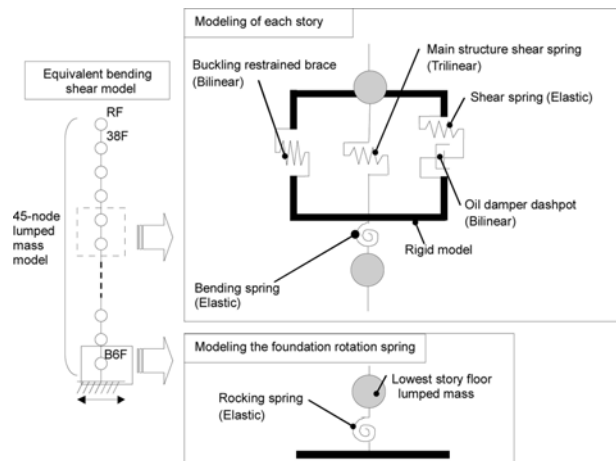 Modeling of each story
Equivalent bending
shear model
RF
38F
45-node
lumped
mass
model
B6F
Buckling restrained brace
(Bilinear)
Main structure shear spring
(Trilinear)
Shear spring (Elastic)
Oil damper dashpot
(Bilinear)
Rigid model
Bending spring
(Elastic)
Modeling the foundation rotation spring
Rocking spring
(Elastic)
Lowest story floor
lumped mass